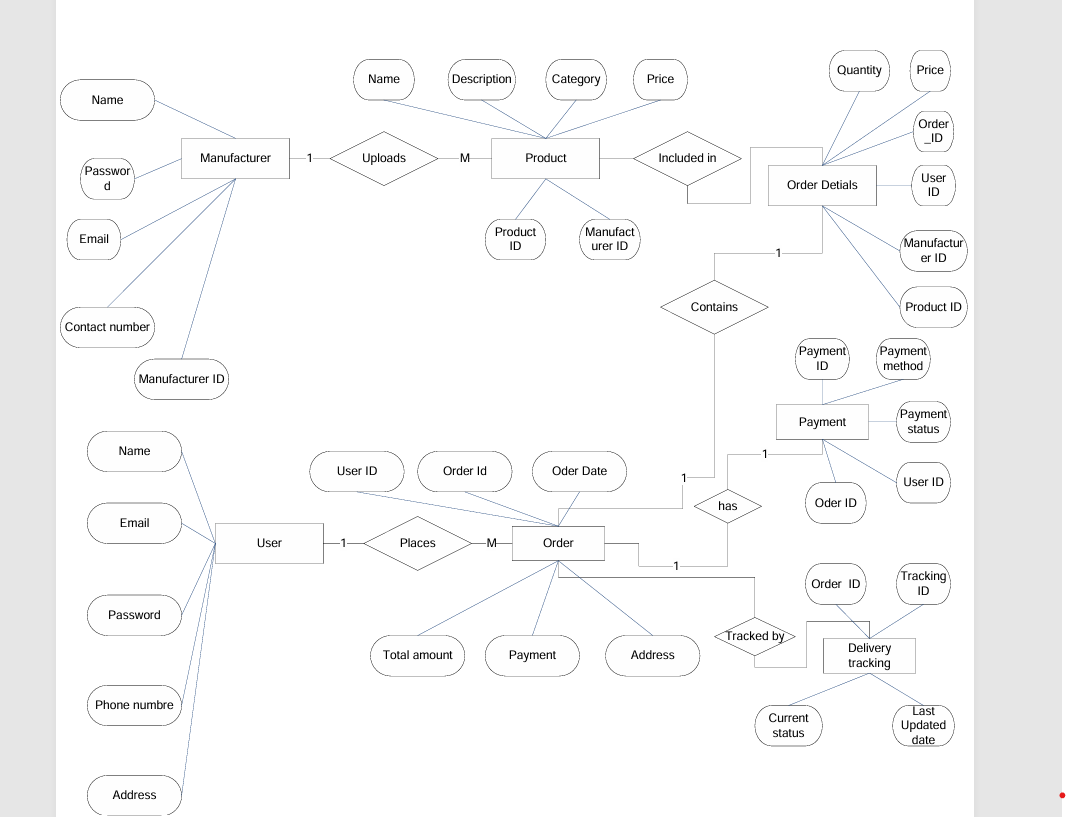 Name
Description
Category
Price
Quantity
Price
Name
Order
_ID
Manufacturer
1
Uploads
M
Product
Included in
Passwor
d
Order Detials
User
ID
Email
Product
ID
Manufact
urer ID
Manufactur
er ID
1
Contains
Product ID
Contact number
Payment
ID
Payment
method
Manufacturer ID
Payment
Payment
status
Name
1
User ID
Order Id
Oder Date
1
User ID
Oder ID
has
Email
User
1
Places
M
Order
1
Order  ID
Tracking
ID
Password
Tracked by
Total amount
Payment
Address
Delivery
tracking
Phone numbre
Current
status
Last
Updated
date
Address